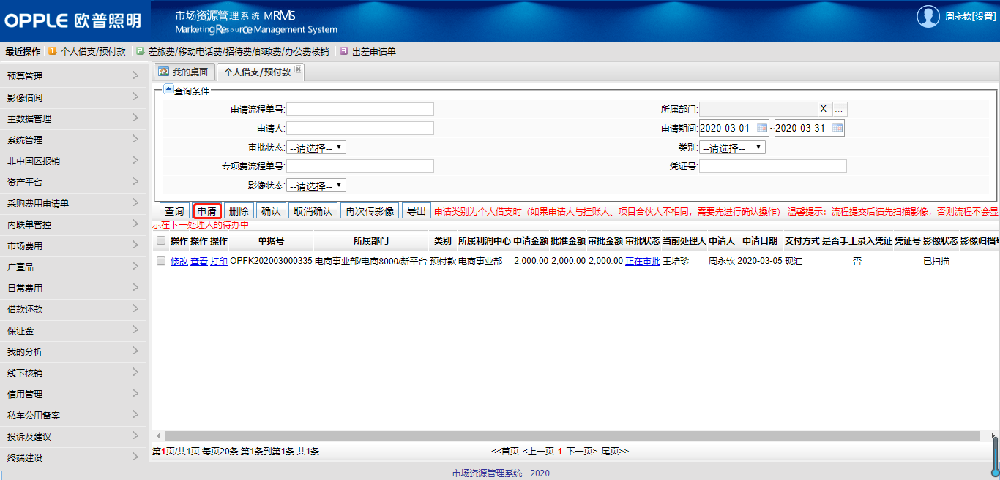 OPPLE 欧普照明
市场资源管理系统 MRMS
Marketing Resource Management System
周永钦[设置]
最近操作 1 个人借支/预付款 2 差旅费/移动电话费/招待费/邮政费/办公费核销 3 出差申请单
预算管理
影像借阅
主数据管理
系统管理
非中国区报销
资产平台
采购费用申请单
内联单管控
市场费用
广宣品
日常费用
借款还款
保证金
我的分析
线下核销
信用管理
私车公用备案
投诉及建议
终端建设
我的桌面 个人借支/预付款
查询条件
申请流程单号: 所属部门: X ...
申请人: 申请期间: 2020-03-01 ~ 2020-03-31
审批状态: --请选择-- 类别: --请选择--
专项费流程单号: 凭证号:
影像状态: --请选择--
查询 申请 删除 确认 取消确认 再次传影像 导出 申请类别为个人借支时（如果申请人与挂账人、项目合伙人不相同，需要先进行确认操作） 温馨提示：流程提交后请先扫描影像，否则流程不会显
示在下一处理人的待办中
操作 操作 操作 单据号 所属部门 类别 所属利润中心 申请金额 批准金额 审批金额 审批状态 当前处理人 申请人 申请日期 支付方式 是否手工录入凭证 凭证号 影像状态 影像归档号
修改 查看 打印 OPFK202003000335 电商事业部/电商8000/新平台 预付款 电商事业部 2,000.00 2,000.00 2,000.00 正在审批 王培珍 周永钦 2020-03-05 现汇 否 已扫描
第1页/共1页 每页20条 第1条到第1条 共1条 <<首页 <上一页 1 下一页> 尾页>>
市场资源管理系统 2020